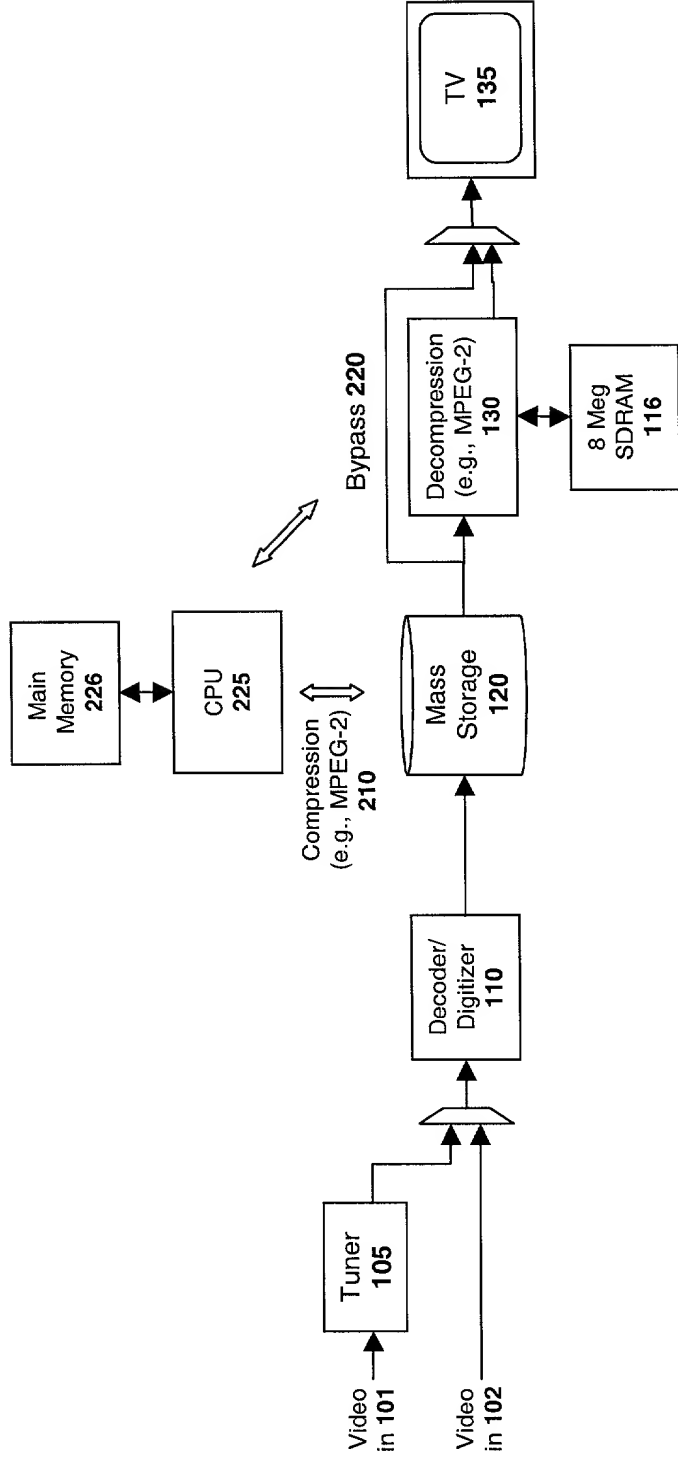 Video
in 101
Video
in 102
Tuner
105
Decoder/
Digitizer
110
Compression
(e.g., MPEG-2)
210
Main
Memory
226
CPU
225
Mass
Storage
120
Bypass 220
Decompression
(e.g., MPEG-2)
130
8 Meg
SDRAM
116
TV
135